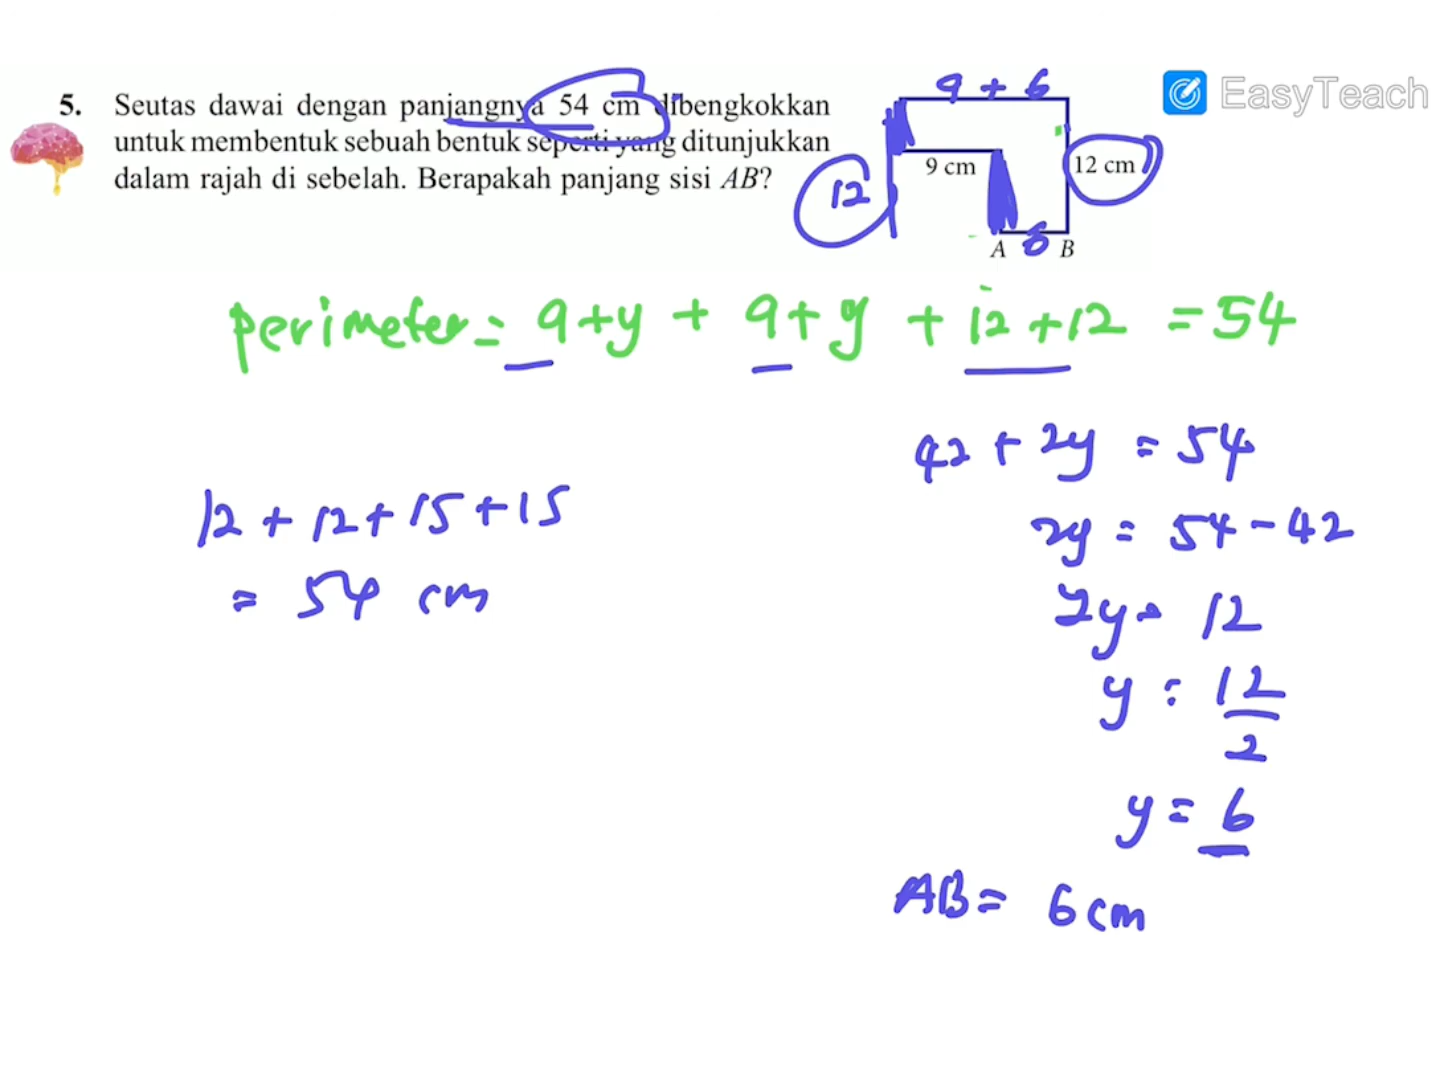 EasyTeach
5. Seutas dawai dengan panjangnya 54 cm dibengkokkan
untuk membentuk sebuah bentuk seperti yang ditunjukkan
dalam rajah di sebelah. Berapakah panjang sisi AB?
9 + 6
9 cm
12 cm
12
A 6 B
perimeter = 9+y + 9+y + 12+12 = 54
42 + 2y = 54
2y = 54 - 42
2y = 12
y = 12
2
y = 6
AB = 6cm
12 + 12 + 15 + 15
= 54 cm